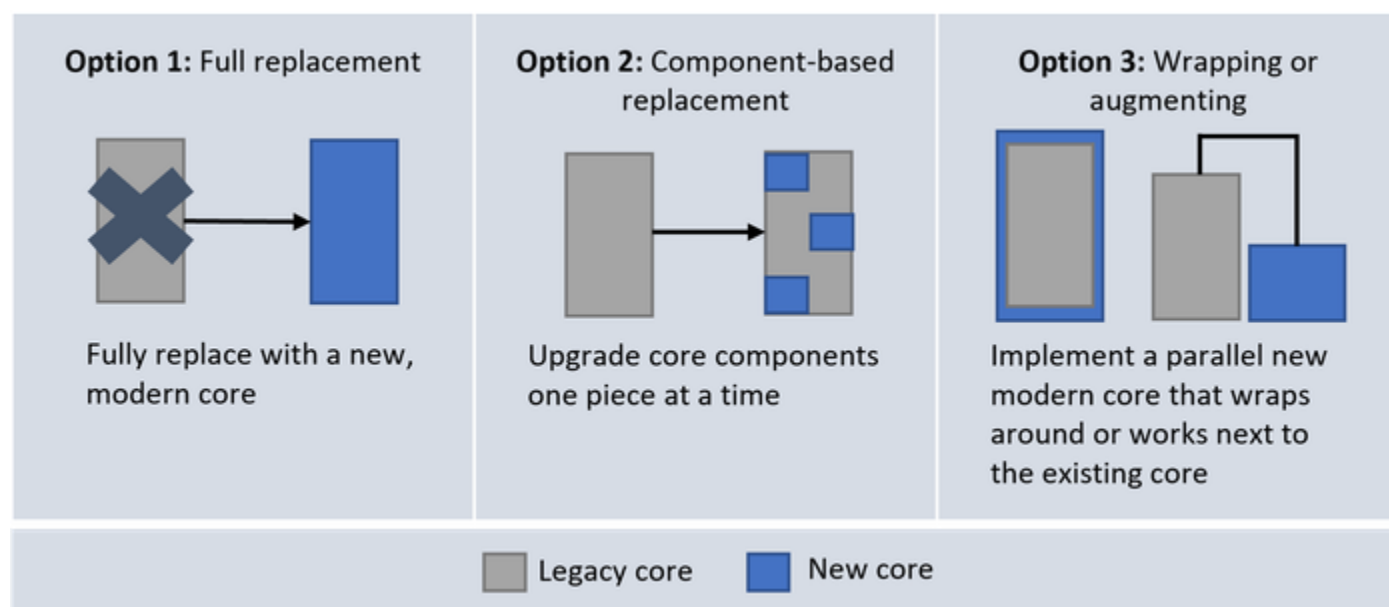 Option 1: Full replacement
Fully replace with a new,
modern core
Option 2: Component-based
replacement
Upgrade core components
one piece at a time
Option 3: Wrapping or
augmenting
Implement a parallel new
modern core that wraps
around or works next to
the existing core
Legacy core
New core